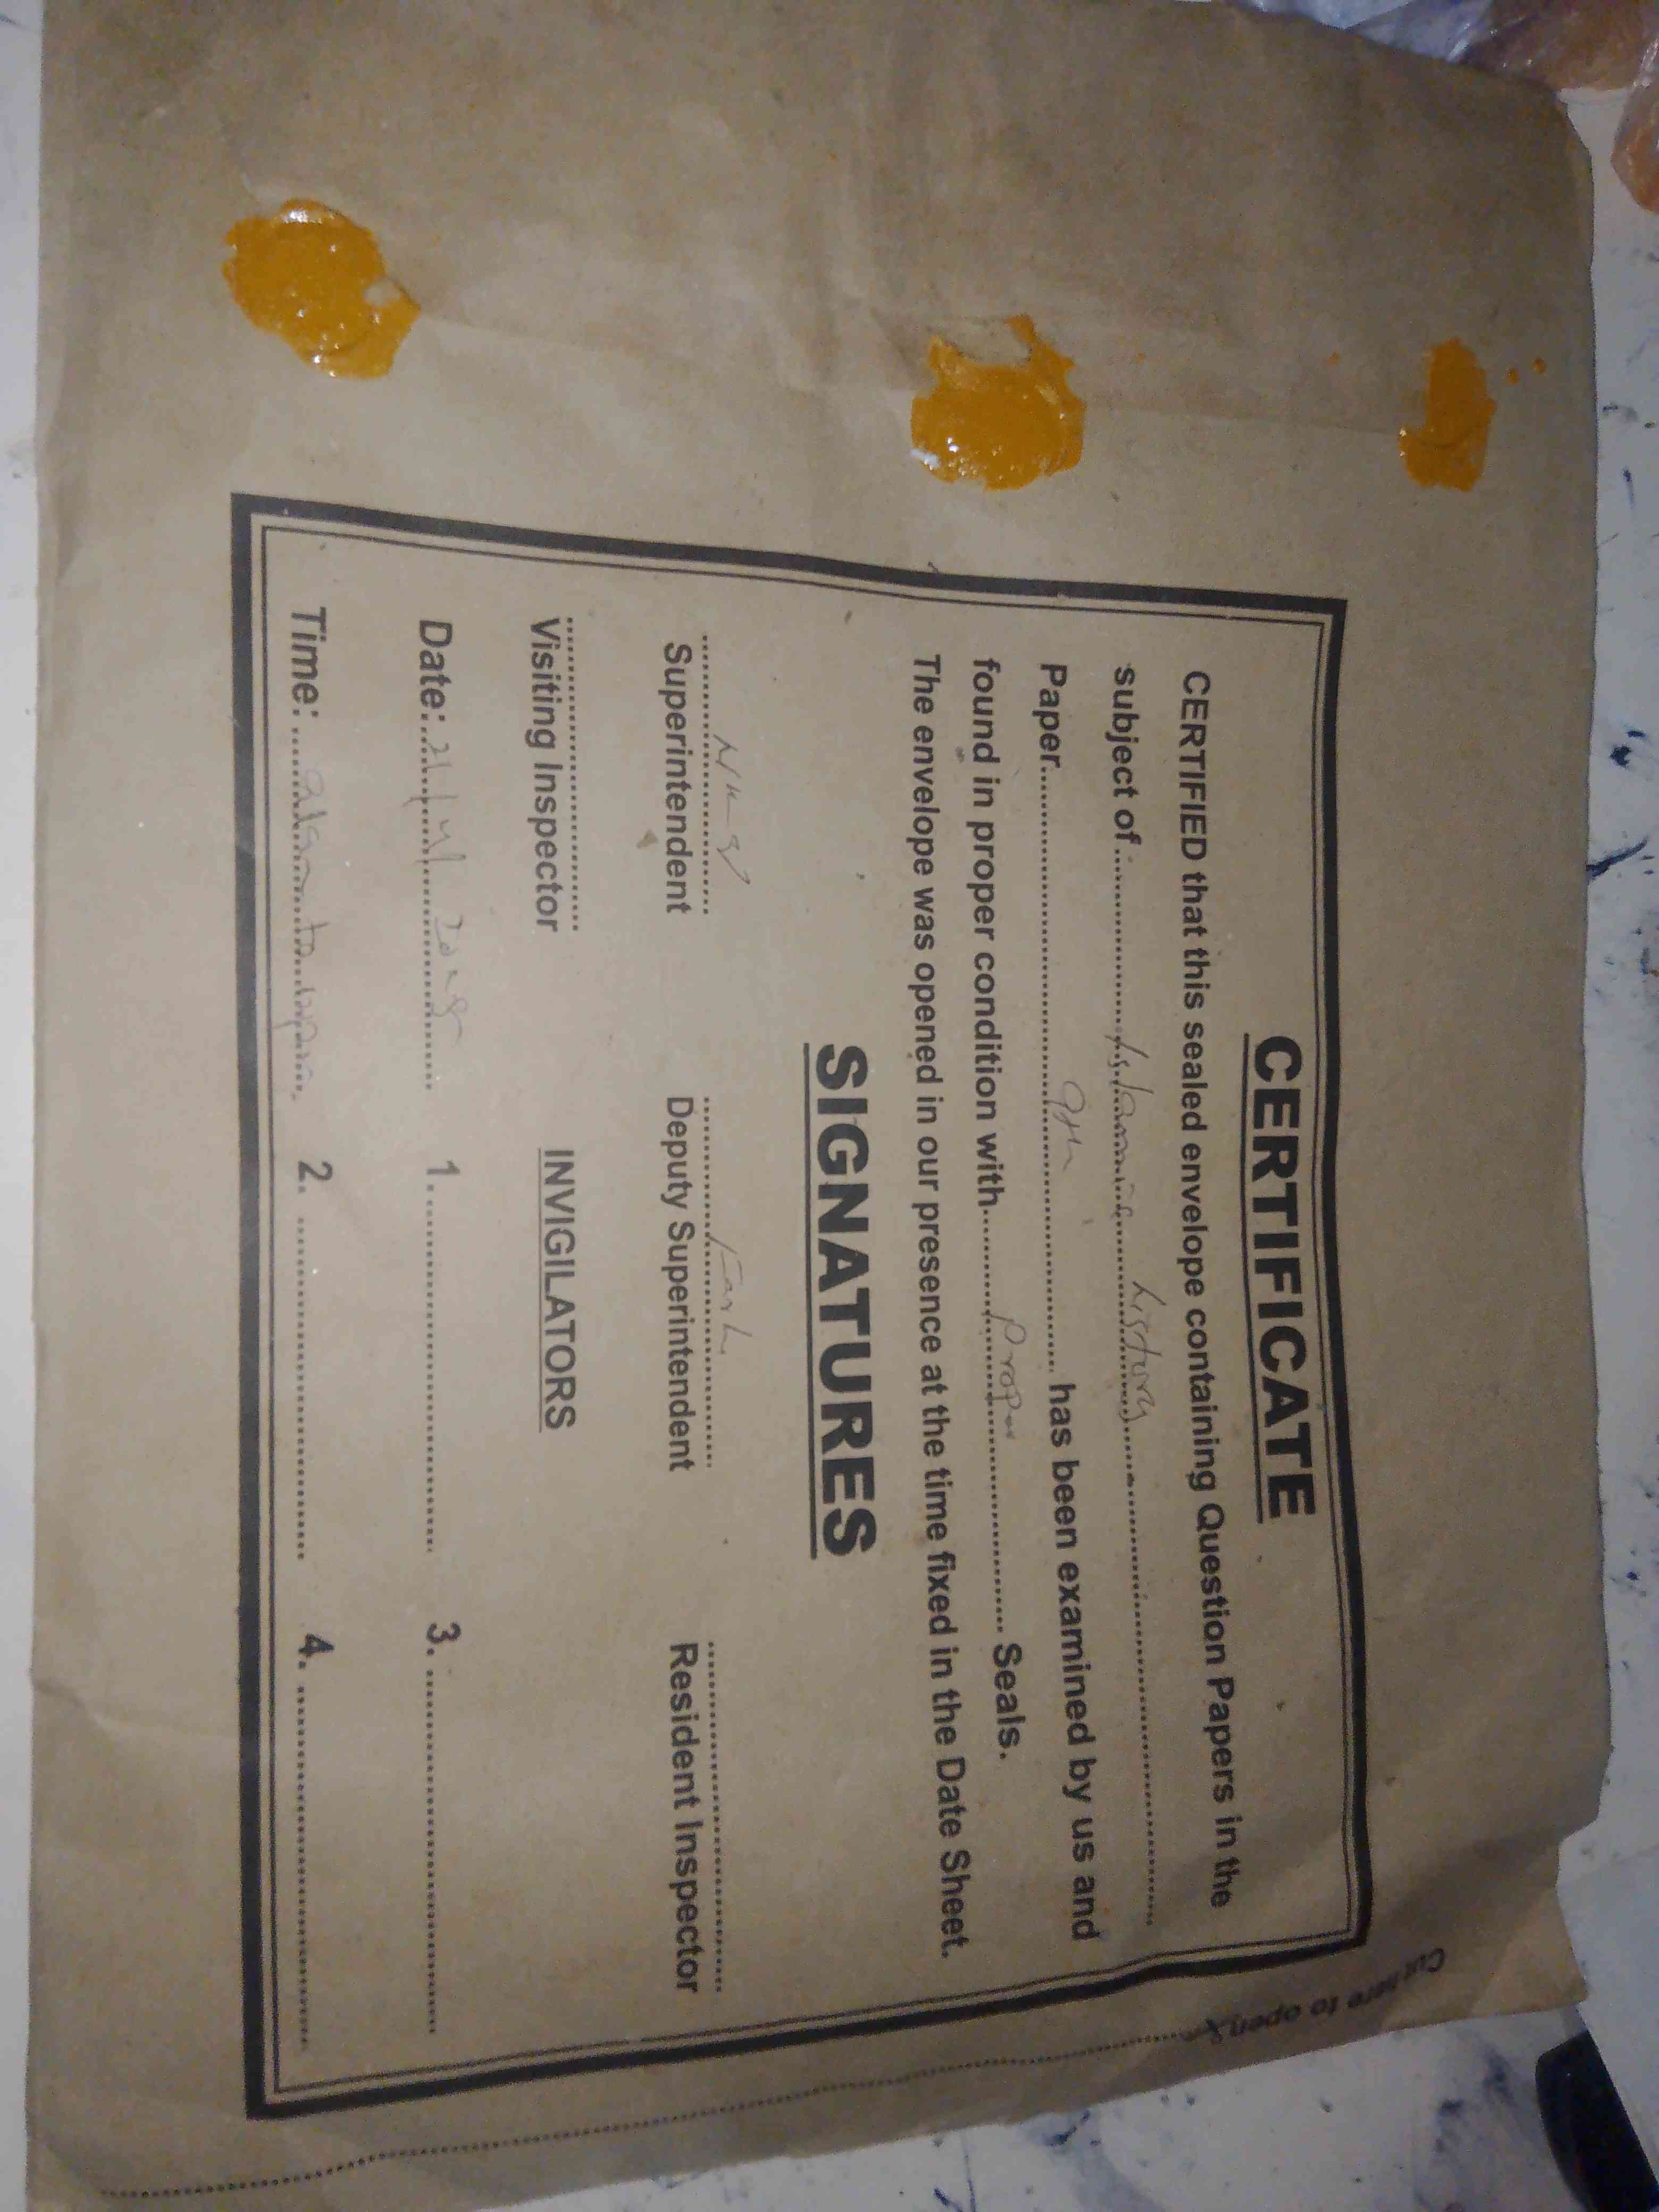 CERTIFICATE
CERTIFIED that this sealed envelope containing Question Papers in the
subject of.......... Islamic history..........
Paper.......... 9th .......... has been examined by us and
found in proper condition with.......... proper .......... Seals.
The envelope was opened in our presence at the time fixed in the Date Sheet.
SIGNATURES
Superintendent Deputy Superintendent Resident Inspector
Visiting Inspector INVIGILATORS
Date: 1. 3.
Time: to 2. 4.
Cut here to open